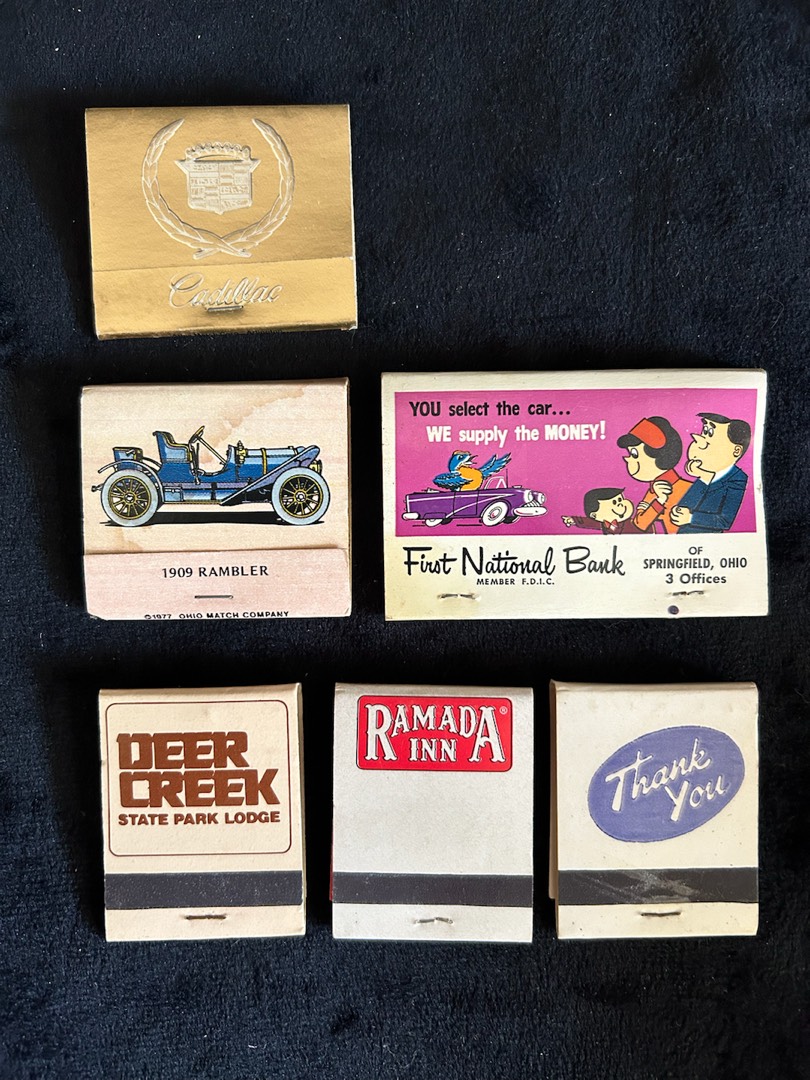 Cadillac
1909 RAMBLER
©1977 OHIO MATCH COMPANY
YOU select the car...
WE supply the MONEY!
First National Bank
MEMBER F.D.I.C.
OF
SPRINGFIELD, OHIO
3 Offices
DEER
CREEK
STATE PARK LODGE
RAMADA®
INN
Thank
You